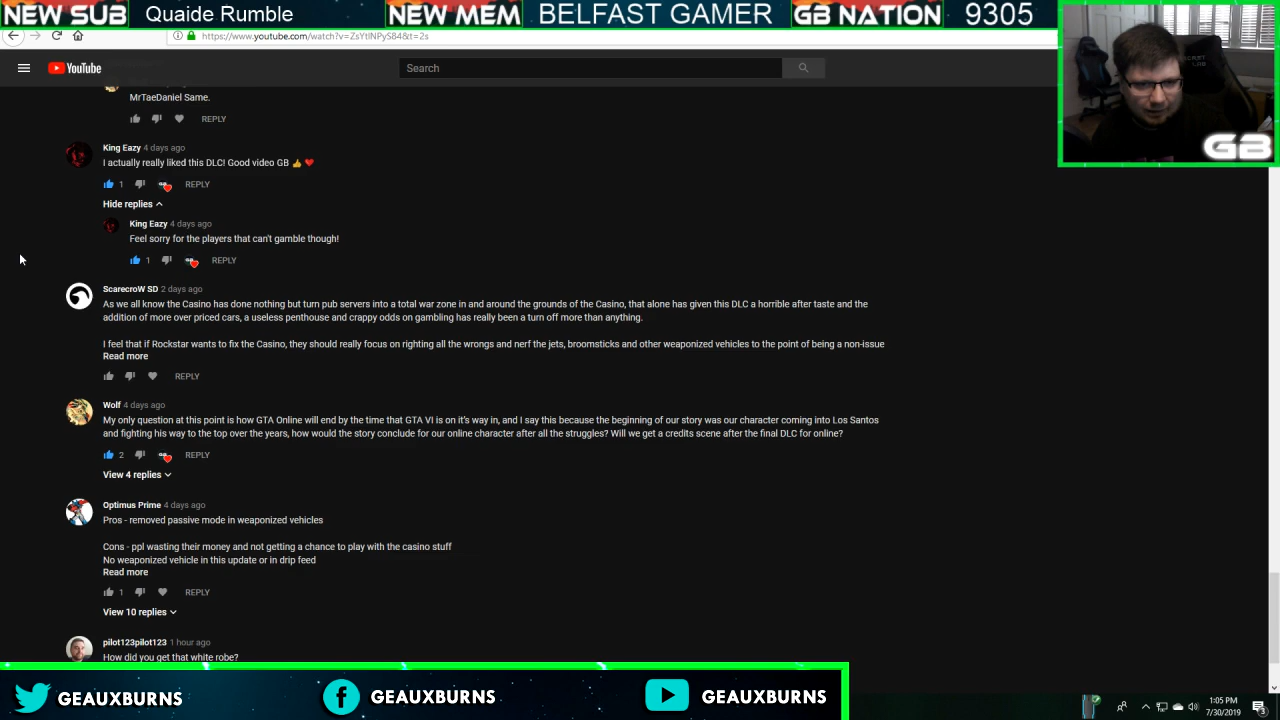 NEW SUB Quaide Rumble NEW MEM BELFAST GAMER GB NATION 9305
https://www.youtube.com/watch?v=ZsYtlNPyS84&t=2s
YouTube Search
MrTaeDaniel Same.
REPLY
GB
King Eazy 4 days ago
I actually really liked this DLC! Good video GB 👍 ❤
1 REPLY
Hide replies
King Eazy 4 days ago
Feel sorry for the players that can't gamble though!
1 REPLY
ScarecroW SD 2 days ago
As we all know the Casino has done nothing but turn pub servers into a total war zone in and around the grounds of the Casino, that alone has given this DLC a horrible after taste and the
addition of more over priced cars, a useless penthouse and crappy odds on gambling has really been a turn off more than anything.
I feel that if Rockstar wants to fix the Casino, they should really focus on righting all the wrongs and nerf the jets, broomsticks and other weaponized vehicles to the point of being a non-issue
Read more
REPLY
Wolf 4 days ago
My only question at this point is how GTA Online will end by the time that GTA VI is on it's way in, and I say this because the beginning of our story was our character coming into Los Santos
and fighting his way to the top over the years, how would the story conclude for our online character after all the struggles? Will we get a credits scene after the final DLC for online?
2 REPLY
View 4 replies
Optimus Prime 4 days ago
Pros - removed passive mode in weaponized vehicles
Cons - ppl wasting their money and not getting a chance to play with the casino stuff
No weaponized vehicle in this update or in drip feed
Read more
1 REPLY
View 10 replies
pilot123pilot123 1 hour ago
How did you get that white robe?
GEAUXBURNS GEAUXBURNS GEAUXBURNS
1:05 PM
7/30/2019
3